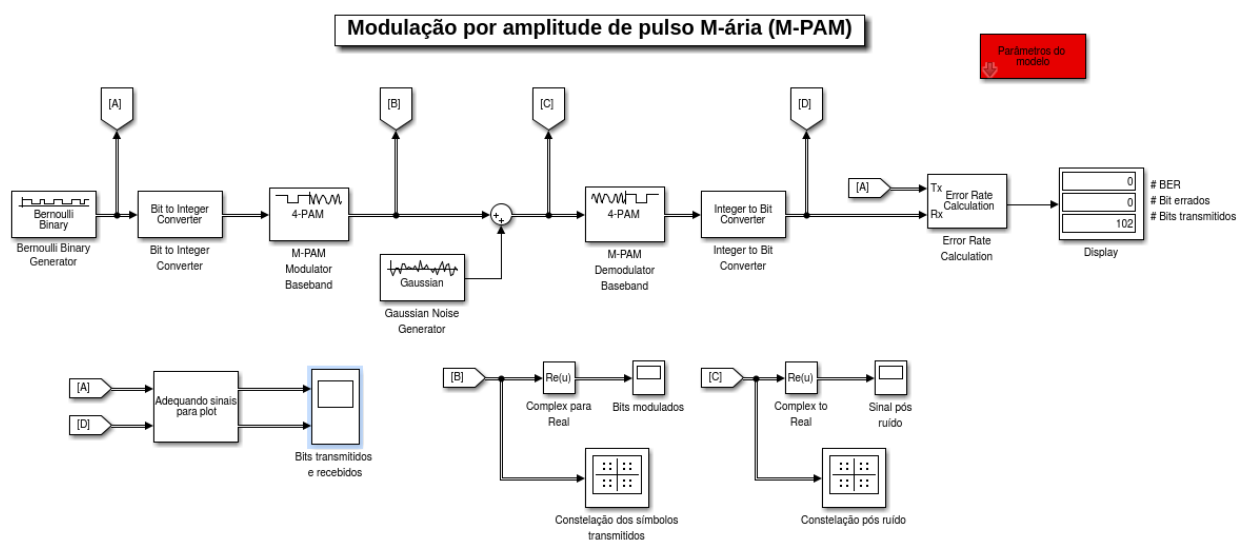 Modulação por amplitude de pulso M-ária (M-PAM)
Parâmetros do
modelo
[A]
[B]
[C]
[D]
Bernoulli
Binary
Bernoulli Binary
Generator
Bit to Integer
Converter
Bit to Integer
Converter
4-PAM
M-PAM
Modulator
Baseband
Gaussian
Gaussian Noise
Generator
4-PAM
M-PAM
Demodulator
Baseband
Integer to Bit
Converter
Integer to Bit
Converter
[A]
Tx
Rx
Error Rate
Calculation
Error Rate
Calculation
0
0
102
Display
# BER
# Bit errados
# Bits transmitidos
[A]
[D]
Adequando sinais
para plot
Bits transmitidos
e recebidos
[B]
Re(u)
Complex para
Real
Bits modulados
Constelação dos símbolos
transmitidos
[C]
Re(u)
Complex to
Real
Sinal pós
ruído
Constelação pós ruído